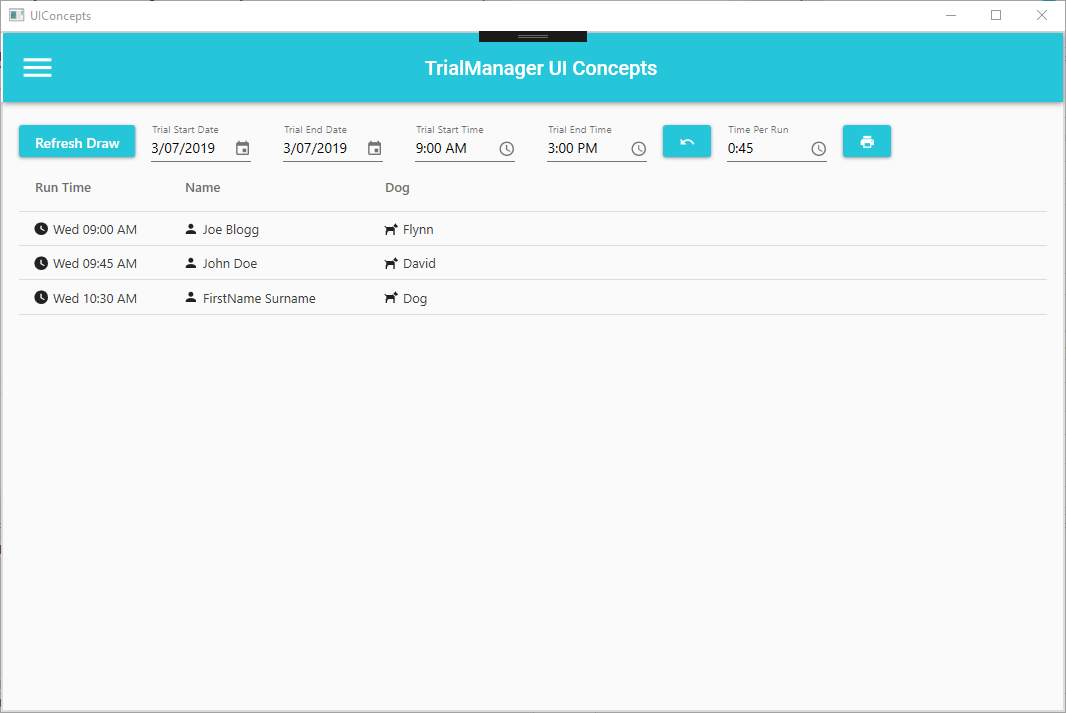 UIConcepts
TrialManager UI Concepts
Refresh Draw
Trial Start Date
3/07/2019
Trial End Date
3/07/2019
Trial Start Time
9:00 AM
Trial End Time
3:00 PM
Time Per Run
0:45
Run Time Name Dog
Wed 09:00 AM Joe Blogg Flynn
Wed 09:45 AM John Doe David
Wed 10:30 AM FirstName Surname Dog